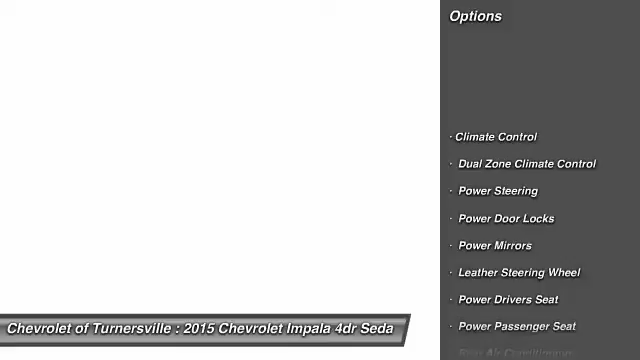 Options
· Climate Control
· Dual Zone Climate Control
· Power Steering
· Power Door Locks
· Power Mirrors
· Leather Steering Wheel
· Power Drivers Seat
· Power Passenger Seat
Chevrolet of Turnersville : 2015 Chevrolet Impala 4dr Seda